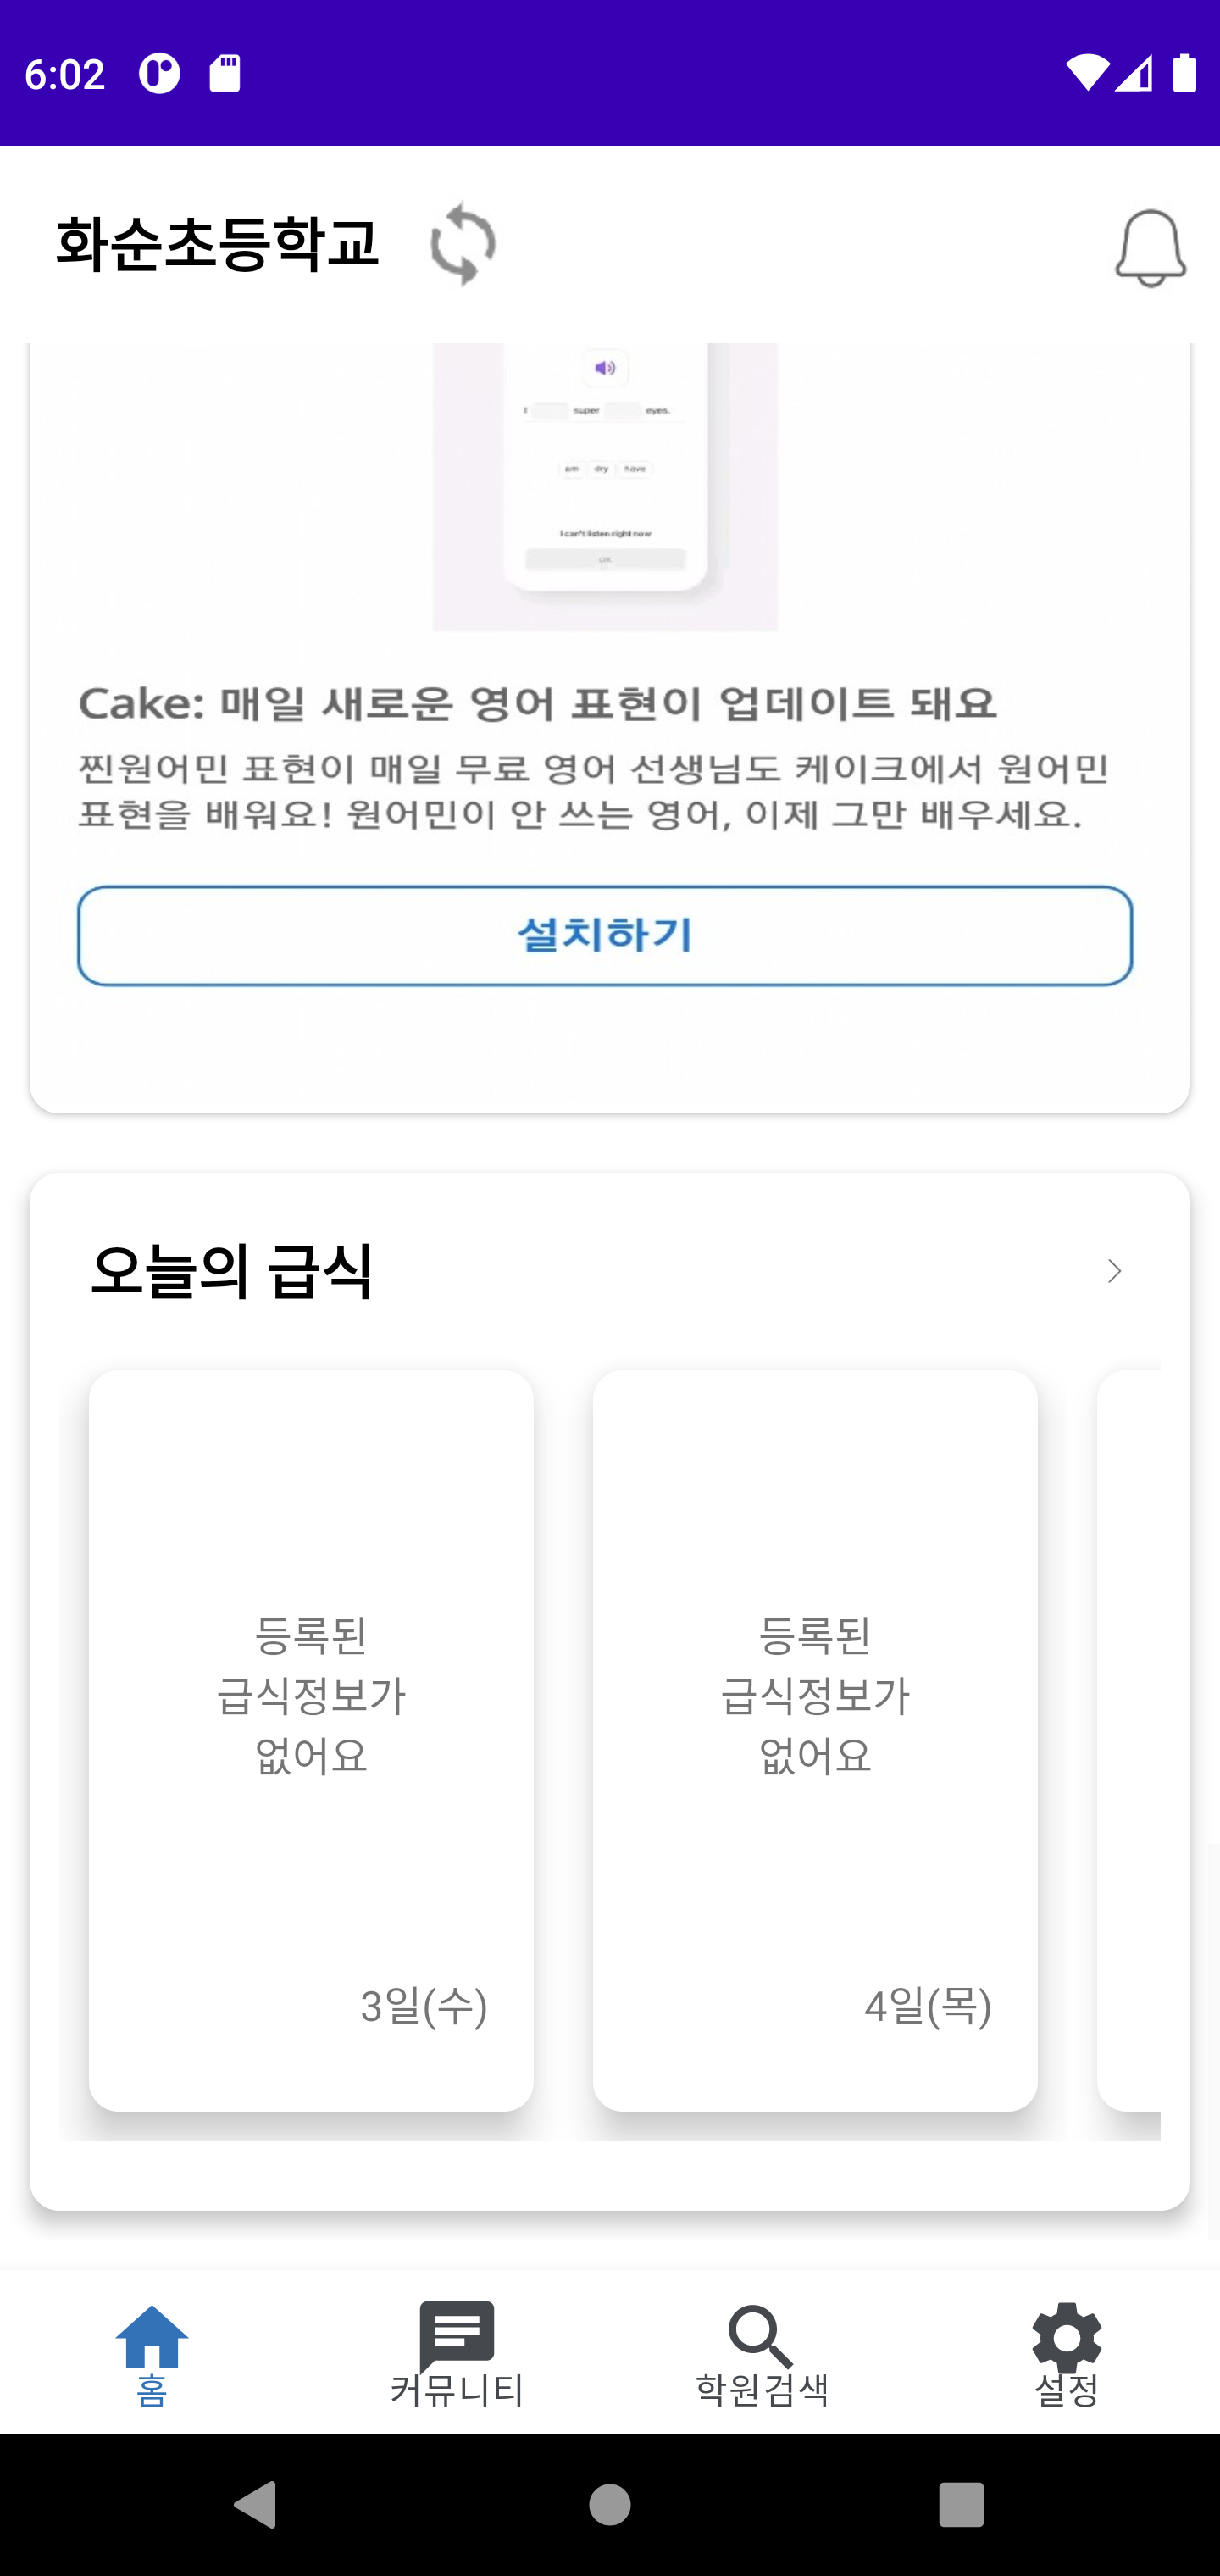 6:02
화순초등학교
I super eyes.
am dry have
I can't listen right now
OK
Cake: 매일 새로운 영어 표현이 업데이트 돼요
찐원어민 표현이 매일 무료 영어 선생님도 케이크에서 원어민
표현을 배워요! 원어민이 안 쓰는 영어, 이제 그만 배우세요.
설치하기
오늘의 급식
등록된
급식정보가
없어요
3일(수)
등록된
급식정보가
없어요
4일(목)
홈
커뮤니티
학원검색
설정